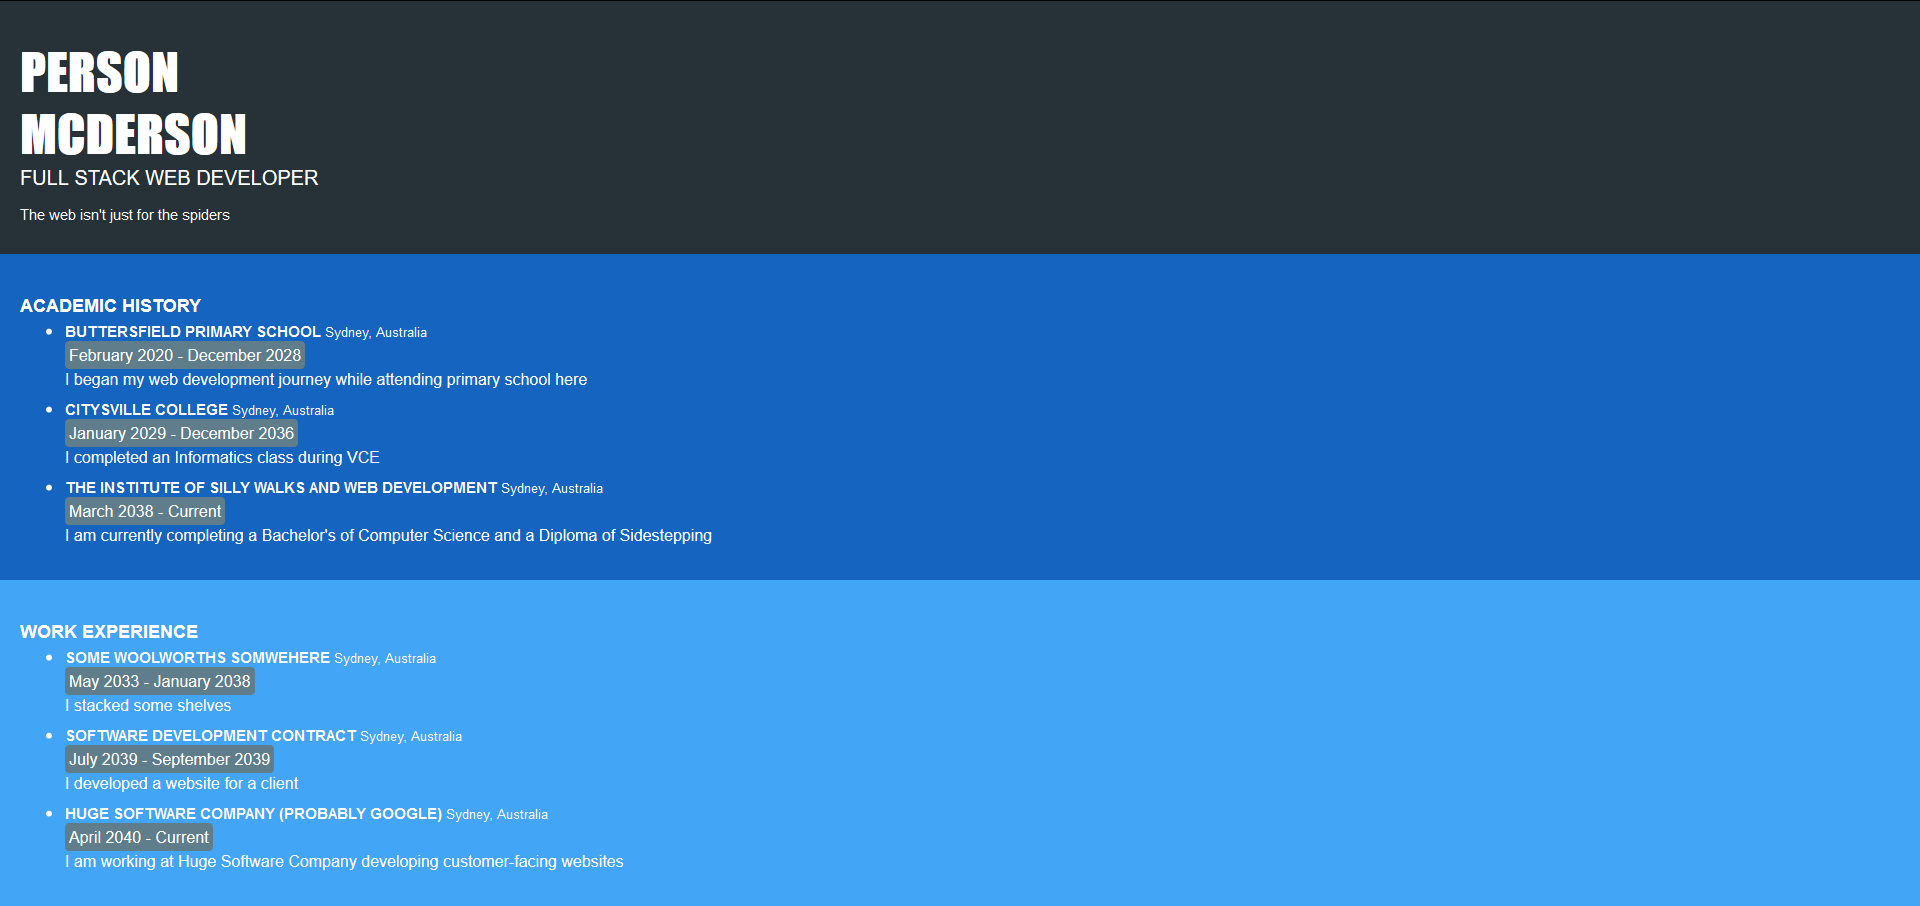 PERSON
MCDERSON
FULL STACK WEB DEVELOPER
The web isn't just for the spiders
ACADEMIC HISTORY
BUTTERSFIELD PRIMARY SCHOOL Sydney, Australia
February 2020 - December 2028
I began my web development journey while attending primary school here
CITYSVILLE COLLEGE Sydney, Australia
January 2029 - December 2036
I completed an Informatics class during VCE
THE INSTITUTE OF SILLY WALKS AND WEB DEVELOPMENT Sydney, Australia
March 2038 - Current
I am currently completing a Bachelor's of Computer Science and a Diploma of Sidestepping
WORK EXPERIENCE
SOME WOOLWORTHS SOMWEHERE Sydney, Australia
May 2033 - January 2038
I stacked some shelves
SOFTWARE DEVELOPMENT CONTRACT Sydney, Australia
July 2039 - September 2039
I developed a website for a client
HUGE SOFTWARE COMPANY (PROBABLY GOOGLE) Sydney, Australia
April 2040 - Current
I am working at Huge Software Company developing customer-facing websites